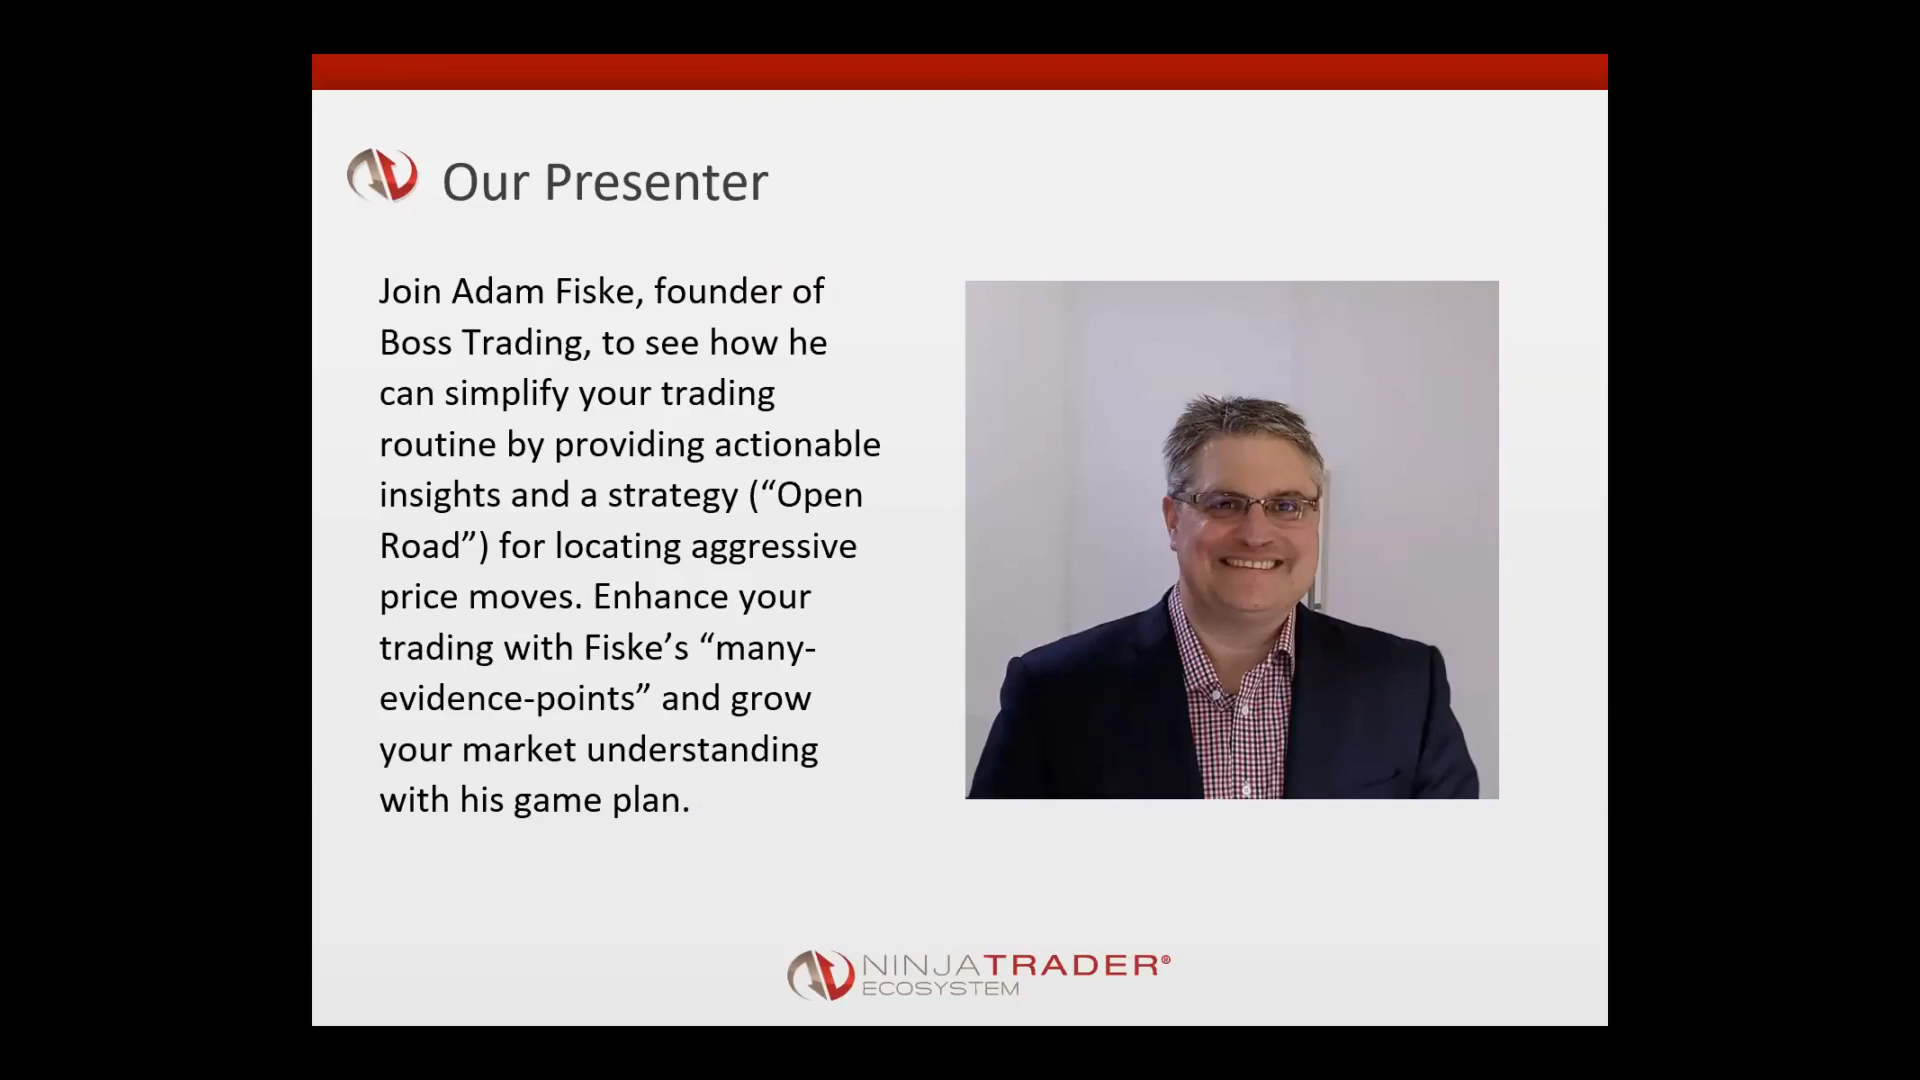 Our Presenter
Join Adam Fiske, founder of
Boss Trading, to see how he
can simplify your trading
routine by providing actionable
insights and a strategy (“Open
Road”) for locating aggressive
price moves. Enhance your
trading with Fiske’s “many-
evidence-points” and grow
your market understanding
with his game plan.
NINJATRADER®
ECOSYSTEM